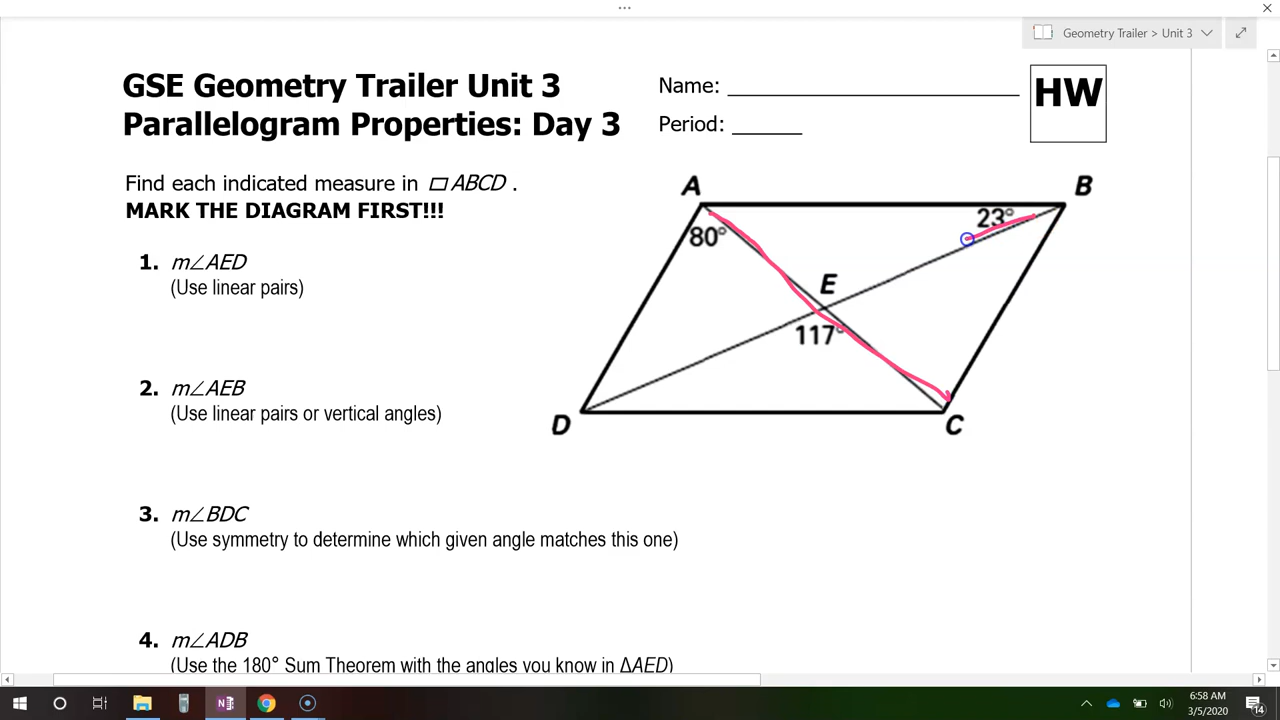 ...
Geometry Trailer > Unit 3
GSE Geometry Trailer Unit 3
Parallelogram Properties: Day 3
Name: ____________________
Period: ______
HW
Find each indicated measure in ▱ABCD .
MARK THE DIAGRAM FIRST!!!
1. m∠AED
(Use linear pairs)
2. m∠AEB
(Use linear pairs or vertical angles)
3. m∠BDC
(Use symmetry to determine which given angle matches this one)
4. m∠ADB
(Use the 180° Sum Theorem with the angles you know in ΔAED)
A
B
80°
23°
E
117°
D
C
6:58 AM
3/5/2020
14